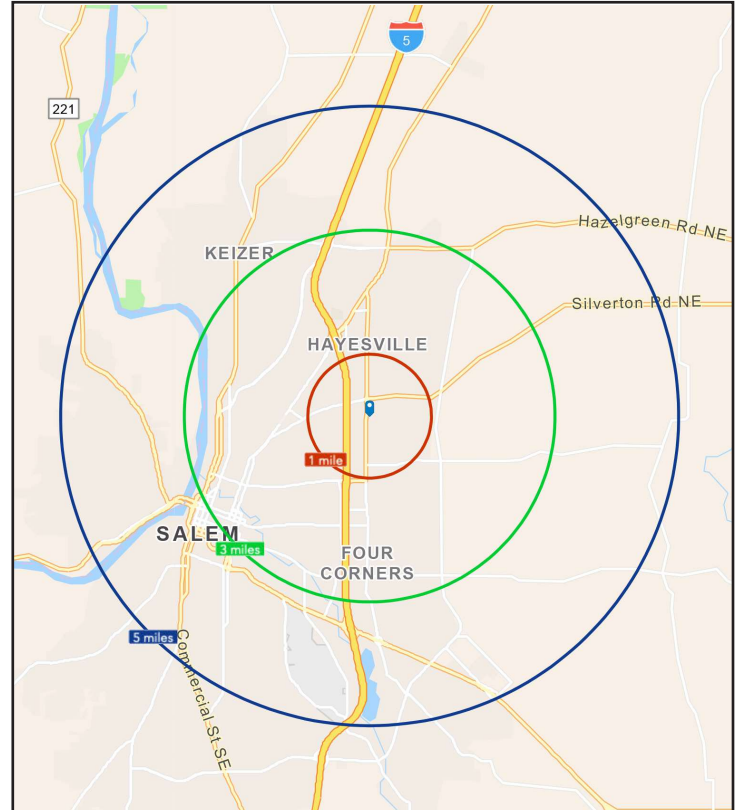 5
221
Hazelgreen Rd NE
KEIZER
Silverton Rd NE
HAYESVILLE
1 mile
SALEM
3 miles
FOUR
CORNERS
5 miles
Commercial St SE